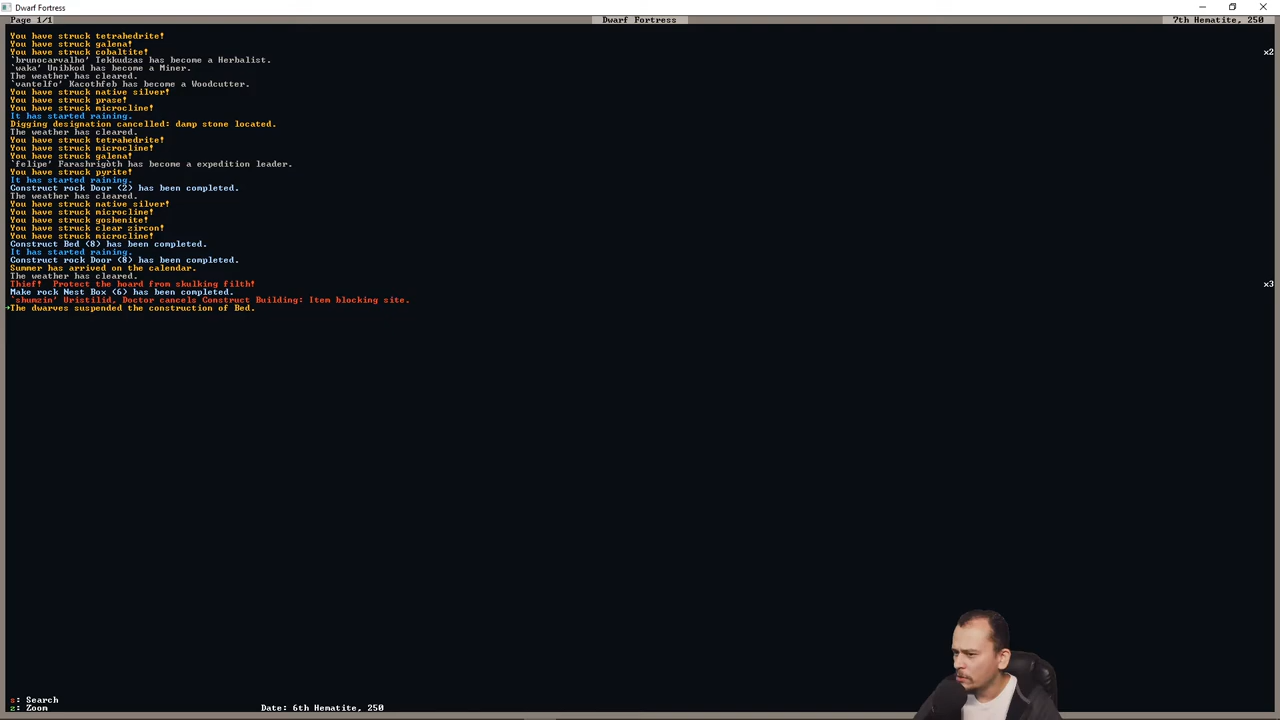 Dwarf Fortress
Page 1/1 Dwarf Fortress 7th Hematite, 250
You have struck tetrahedrite!
You have struck galena!
You have struck cobaltite! x2
`brunocarvalho' Tekkudzas has become a Herbalist.
`waka' Unibkod has become a Miner.
The weather has cleared.
`vantelfo' Kacothfeb has become a Woodcutter.
You have struck native silver!
You have struck prase!
You have struck microcline!
It has started raining.
Digging designation cancelled: damp stone located.
The weather has cleared.
You have struck tetrahedrite!
You have struck microcline!
You have struck galena!
`felipe' Farashrigòth has become a expedition leader.
You have struck pyrite!
It has started raining.
Construct rock Door (2) has been completed.
The weather has cleared.
You have struck native silver!
You have struck microcline!
You have struck goshenite!
You have struck clear zircon!
You have struck microcline!
Construct Bed (8) has been completed.
It has started raining.
Construct rock Door (8) has been completed.
Summer has arrived on the calendar.
The weather has cleared.
Thief! Protect the hoard from skulking filth! x3
Make rock Nest Box (6) has been completed.
`shumzin' Uristilid, Doctor cancels Construct Building: Item blocking site.
→The dwarves suspended the construction of Bed.
s: Search
z: Zoom Date: 6th Hematite, 250